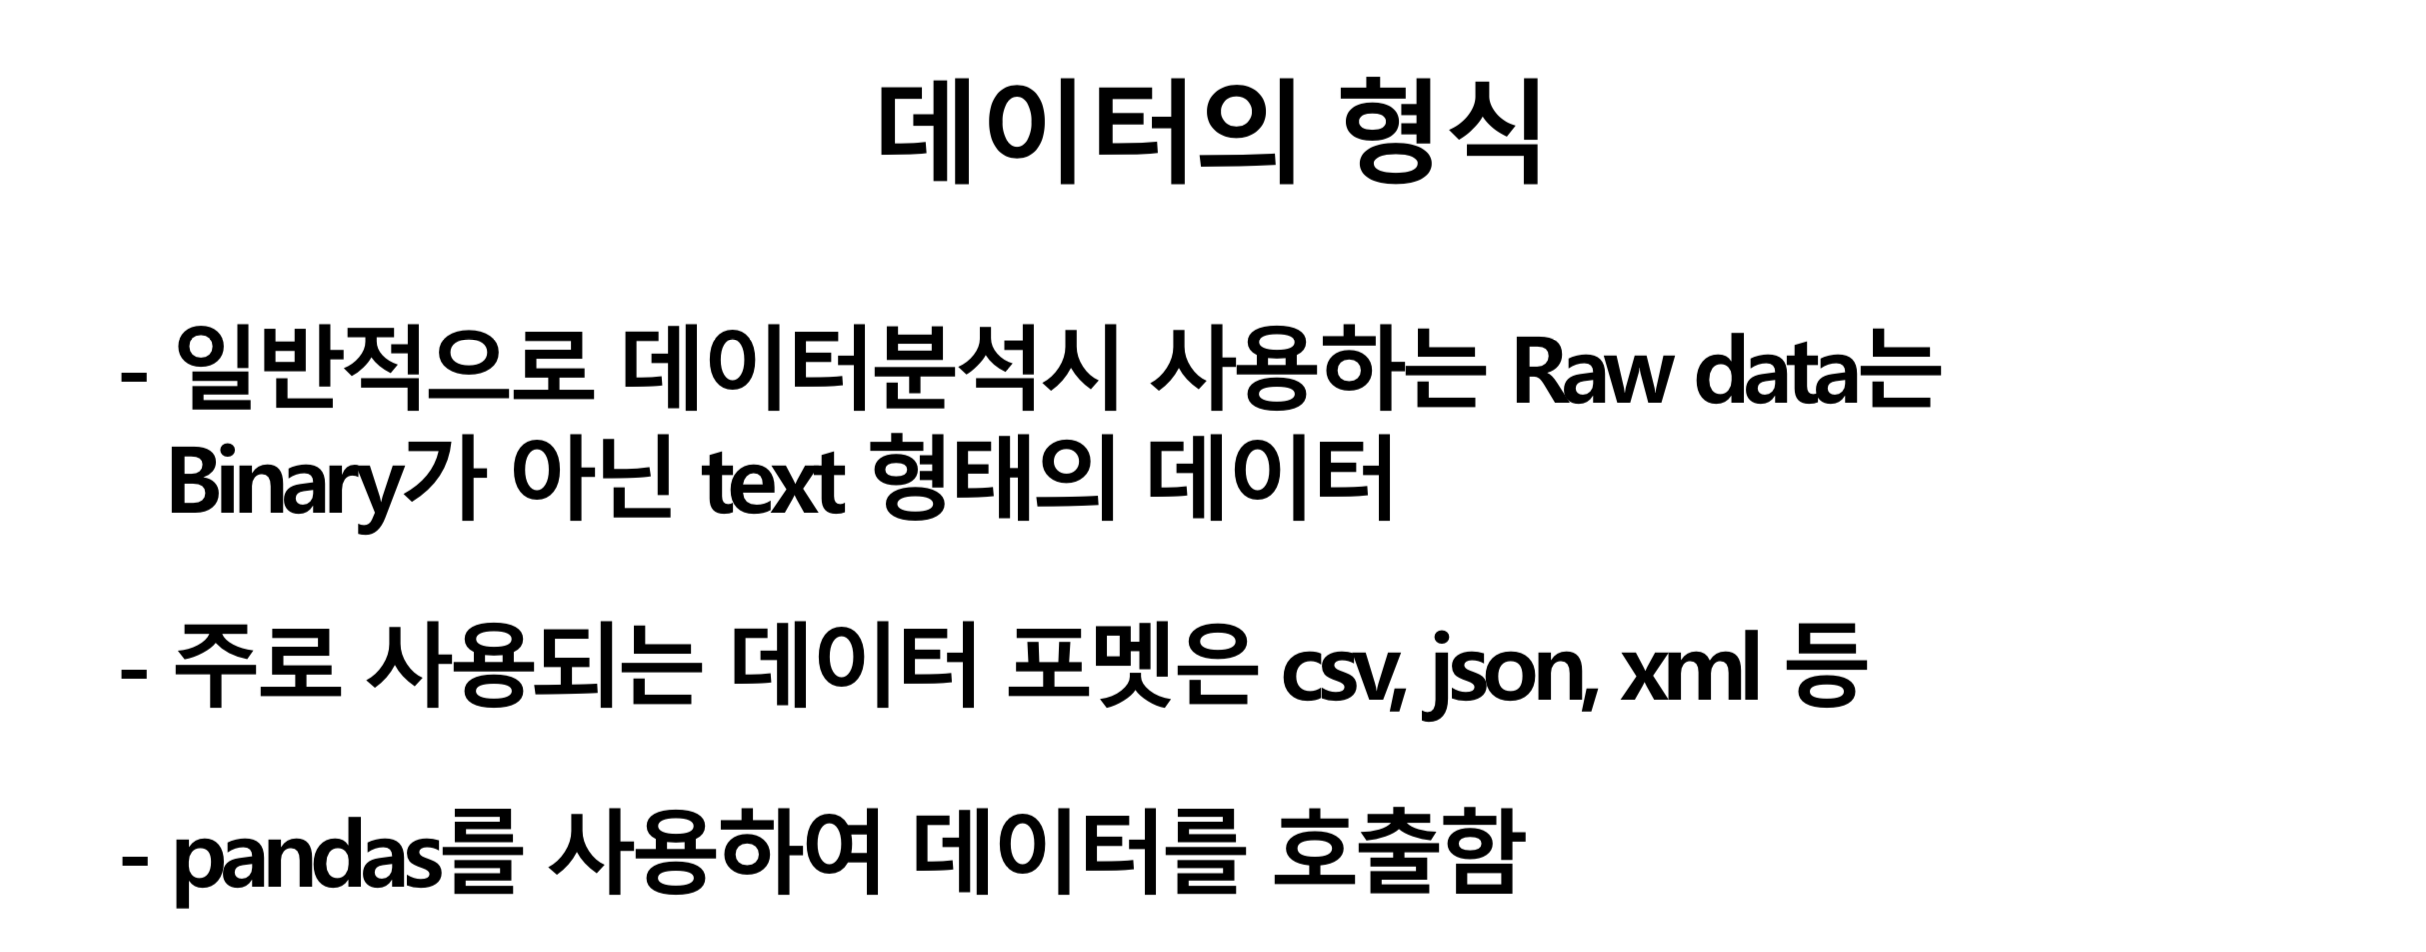 데이터의 형식
- 일반적으로 데이터분석시 사용하는 Raw data는
Binary가 아닌 text 형태의 데이터
- 주로 사용되는 데이터 포멧은 csv, json, xml 등
- pandas를 사용하여 데이터를 호출함